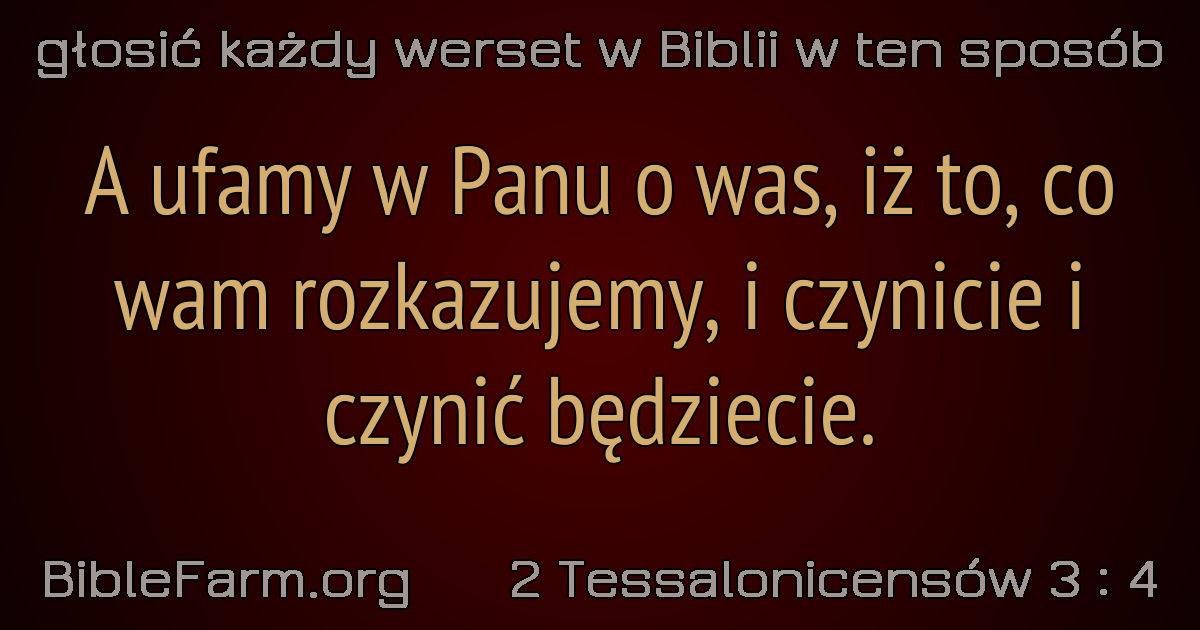 głosić każdy werset w Biblii w ten sposób
A ufamy w Panu o was, iż to, co
wam rozkazujemy, i czynicie i
czynić będziecie.
BibleFarm.org 2 Tessalonicensów 3 : 4